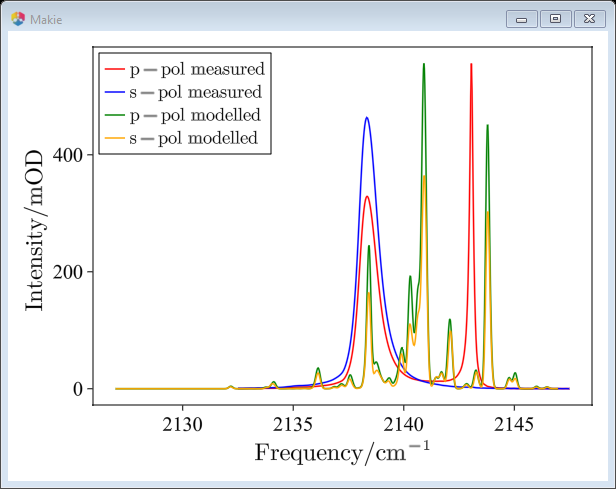 Makie
p − pol measured
s − pol measured
p − pol modelled
s − pol modelled
Intensity/mOD
400
200
0
2130 2135 2140 2145
Frequency/cm⁻¹